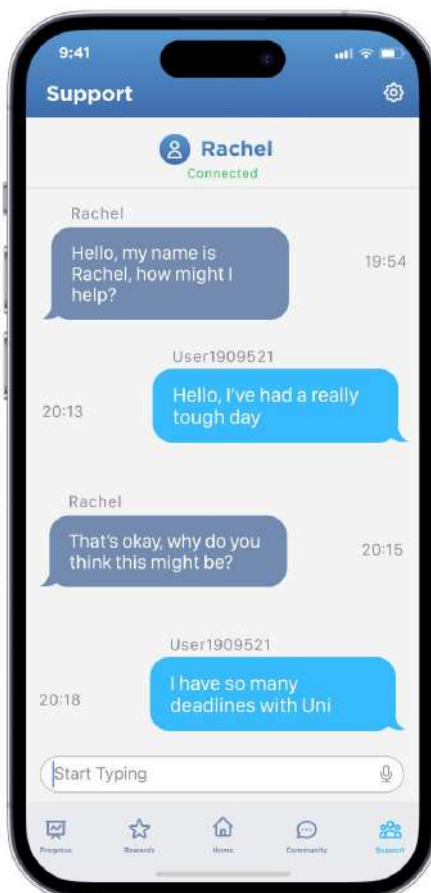 9:41
Support
Rachel
Connected
Rachel
Hello, my name is
Rachel, how might I
help?
19:54
User1909521
Hello, I've had a really
tough day
20:13
Rachel
That's okay, why do you
think this might be?
20:15
User1909521
I have so many
deadlines with Uni
20:18
Start Typing
Progress Rewards Home Community Support